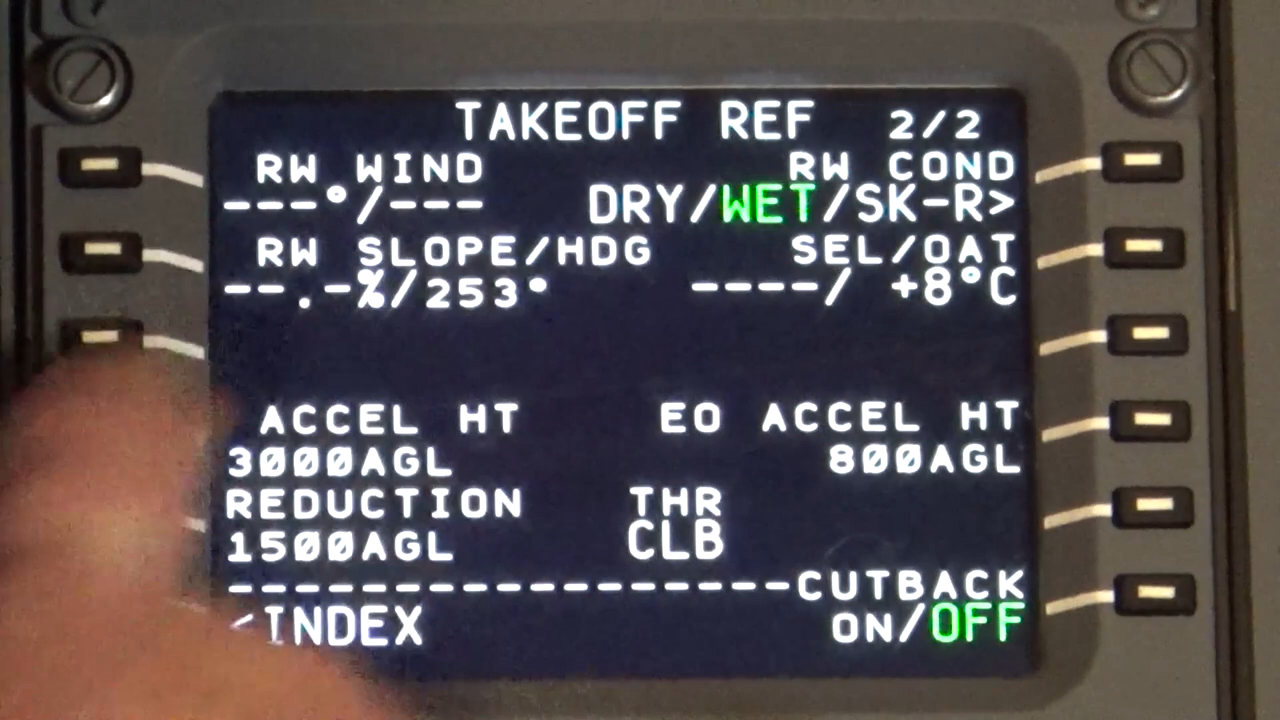 TAKEOFF REF 2/2
RW WIND RW COND
---°/--- DRY/WET/SK-R>
RW SLOPE/HDG SEL/OAT
--.-%/253° ----/ +8°C
ACCEL HT EO ACCEL HT
3000AGL 800AGL
REDUCTION THR
1500AGL CLB
-----------------CUTBACK
<INDEX ON/OFF